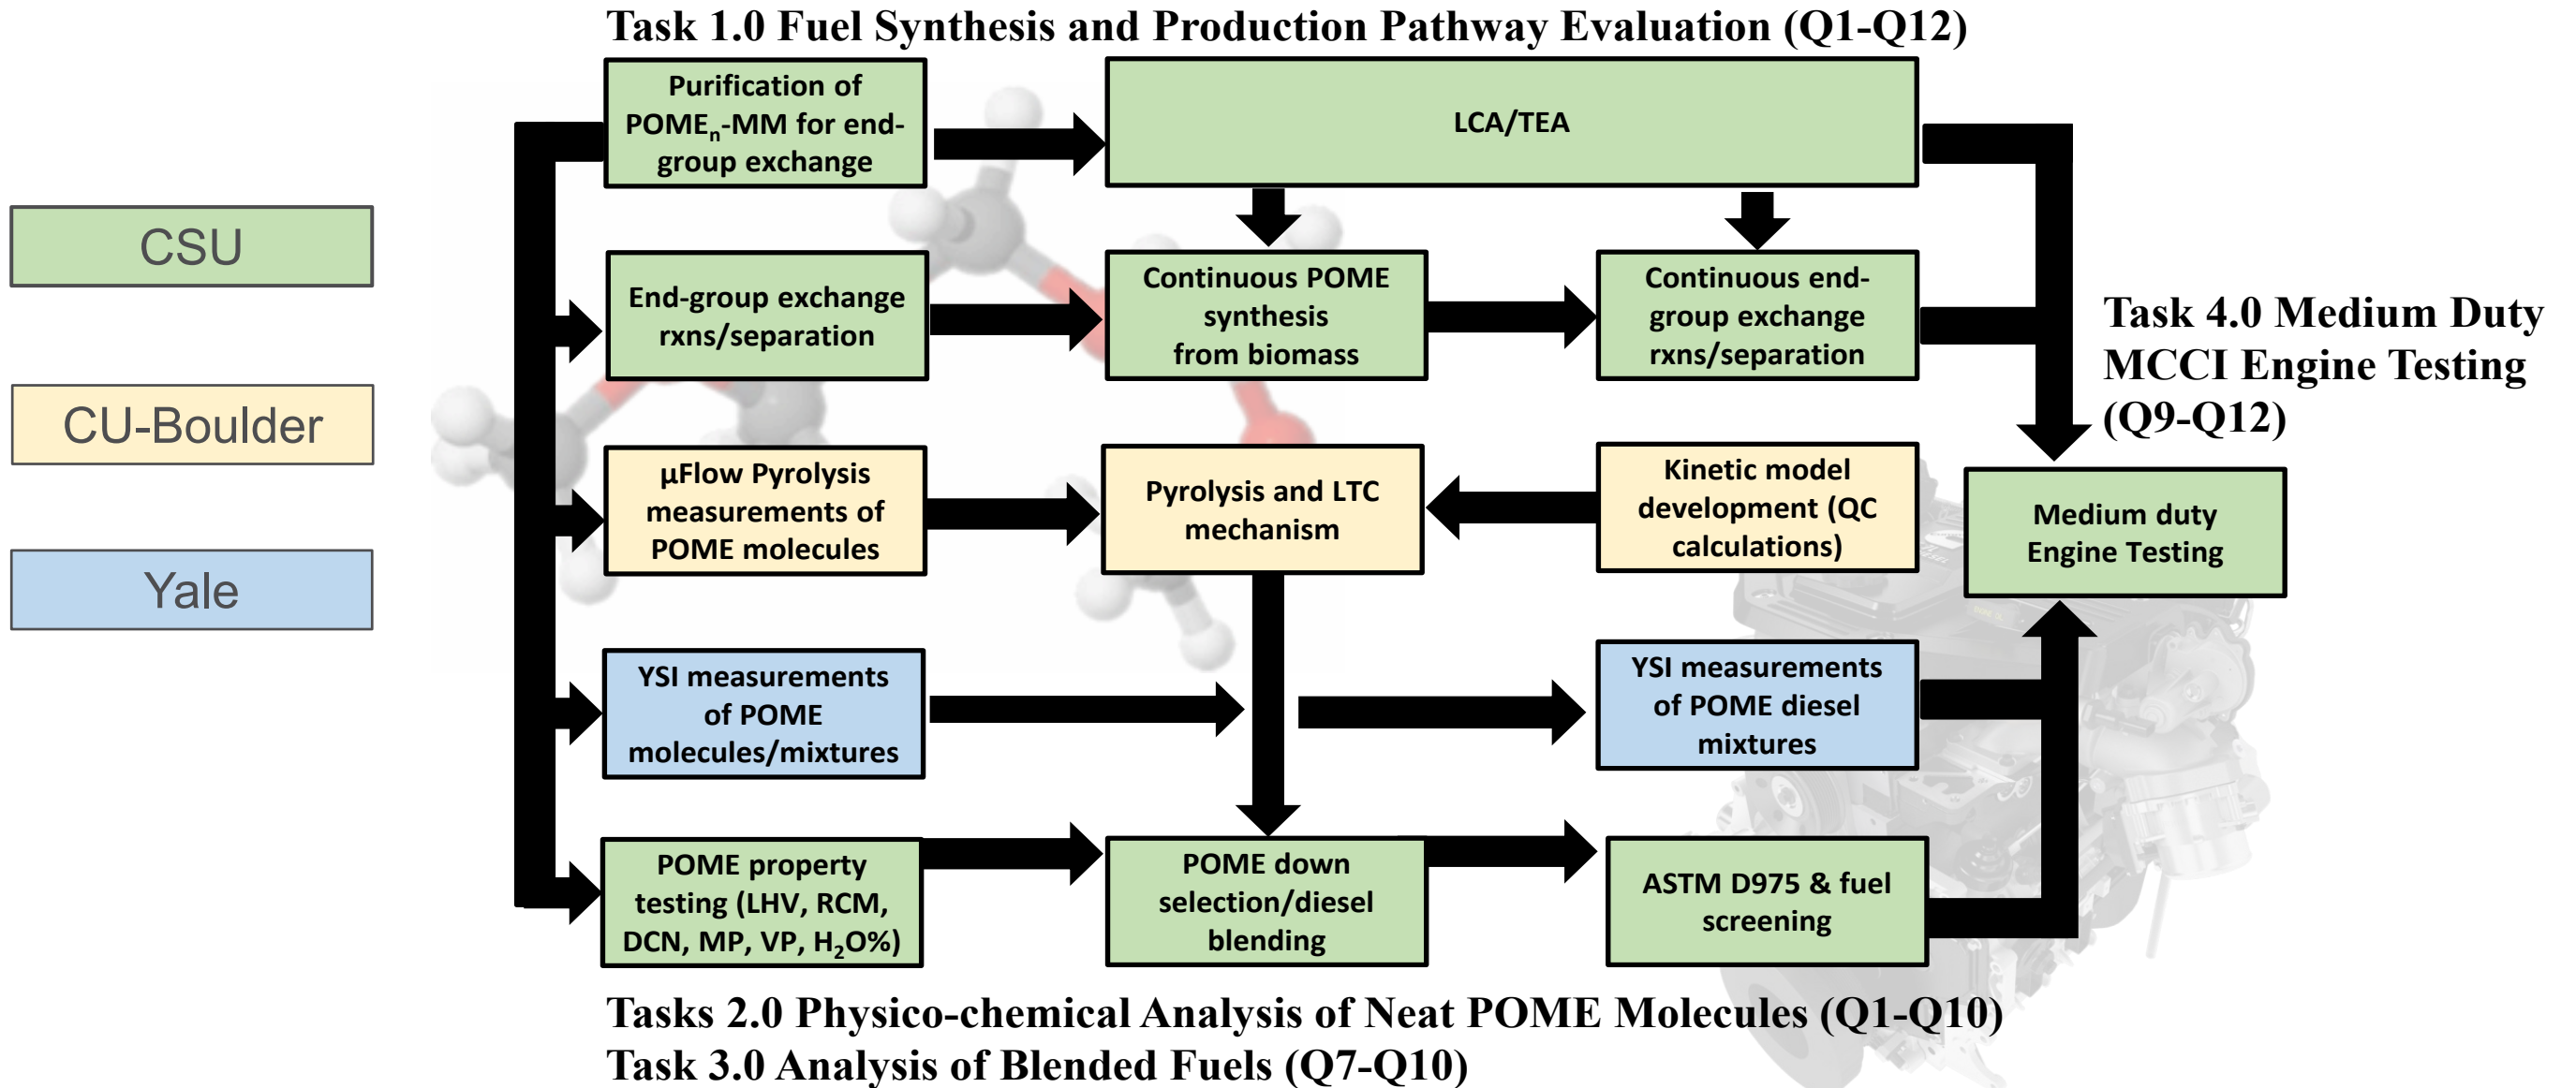 Task 1.0 Fuel Synthesis and Production Pathway Evaluation (Q1-Q12)
Purification of
POMEn-MM for end-
group exchange
LCA/TEA
CSU
CU-Boulder
Yale
End-group exchange
rxns/separation
Continuous POME
synthesis
from biomass
Continuous end-
group exchange
rxns/separation
Task 4.0 Medium Duty
MCCI Engine Testing
(Q9-Q12)
µFlow Pyrolysis
measurements of
POME molecules
Pyrolysis and LTC
mechanism
Kinetic model
development (QC
calculations)
Medium duty
Engine Testing
YSI measurements
of POME
molecules/mixtures
YSI measurements
of POME diesel
mixtures
POME property
testing (LHV, RCM,
DCN, MP, VP, H2O%)
POME down
selection/diesel
blending
ASTM D975 & fuel
screening
Tasks 2.0 Physico-chemical Analysis of Neat POME Molecules (Q1-Q10)
Task 3.0 Analysis of Blended Fuels (Q7-Q10)